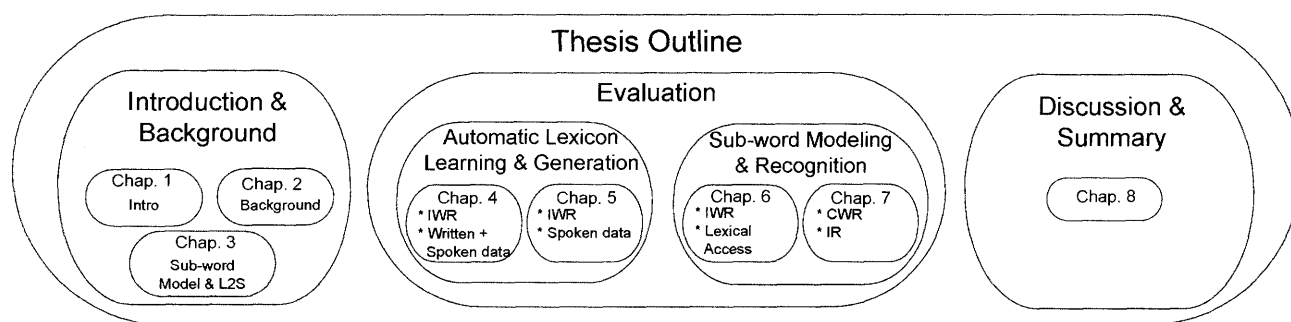 Thesis Outline
Introduction &
Background
Chap. 1
Intro
Chap. 2
Background
Chap. 3
Sub-word
Model & L2S
Evaluation
Automatic Lexicon
Learning & Generation
Chap. 4
* IWR
* Written +
Spoken data
Chap. 5
* IWR
* Spoken data
Sub-word Modeling
& Recognition
Chap. 6
* IWR
* Lexical
Access
Chap. 7
* CWR
* IR
Discussion &
Summary
Chap. 8